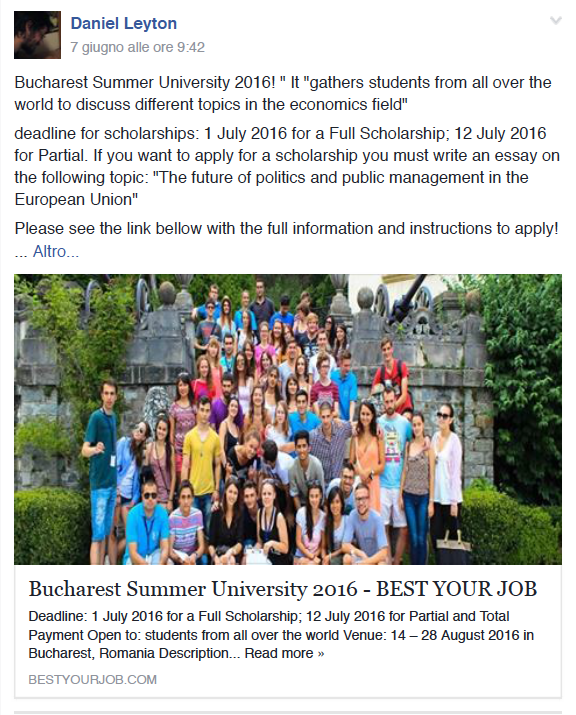 Daniel Leyton
7 giugno alle ore 9:42
Bucharest Summer University 2016! " It "gathers students from all over the
world to discuss different topics in the economics field"
deadline for scholarships: 1 July 2016 for a Full Scholarship; 12 July 2016
for Partial. If you want to apply for a scholarship you must write an essay on
the following topic: "The future of politics and public management in the
European Union"
Please see the link bellow with the full information and instructions to apply!
... Altro...
Bucharest Summer University 2016 - BEST YOUR JOB
Deadline: 1 July 2016 for a Full Scholarship; 12 July 2016 for Partial and Total
Payment Open to: students from all over the world Venue: 14 – 28 August 2016 in
Bucharest, Romania Description... Read more »
BESTYOURJOB.COM